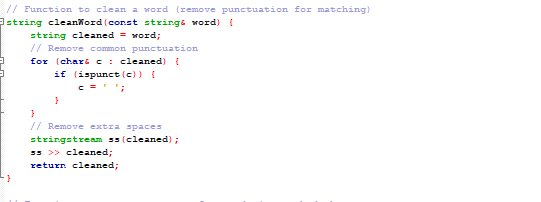 // Function to clean a word (remove punctuation for matching)
string cleanWord(const string& word) {
    string cleaned = word;
    // Remove common punctuation
    for (char& c : cleaned) {
        if (ispunct(c)) {
            c = ' ';
        }
    }
    // Remove extra spaces
    stringstream ss(cleaned);
    ss >> cleaned;
    return cleaned;
}